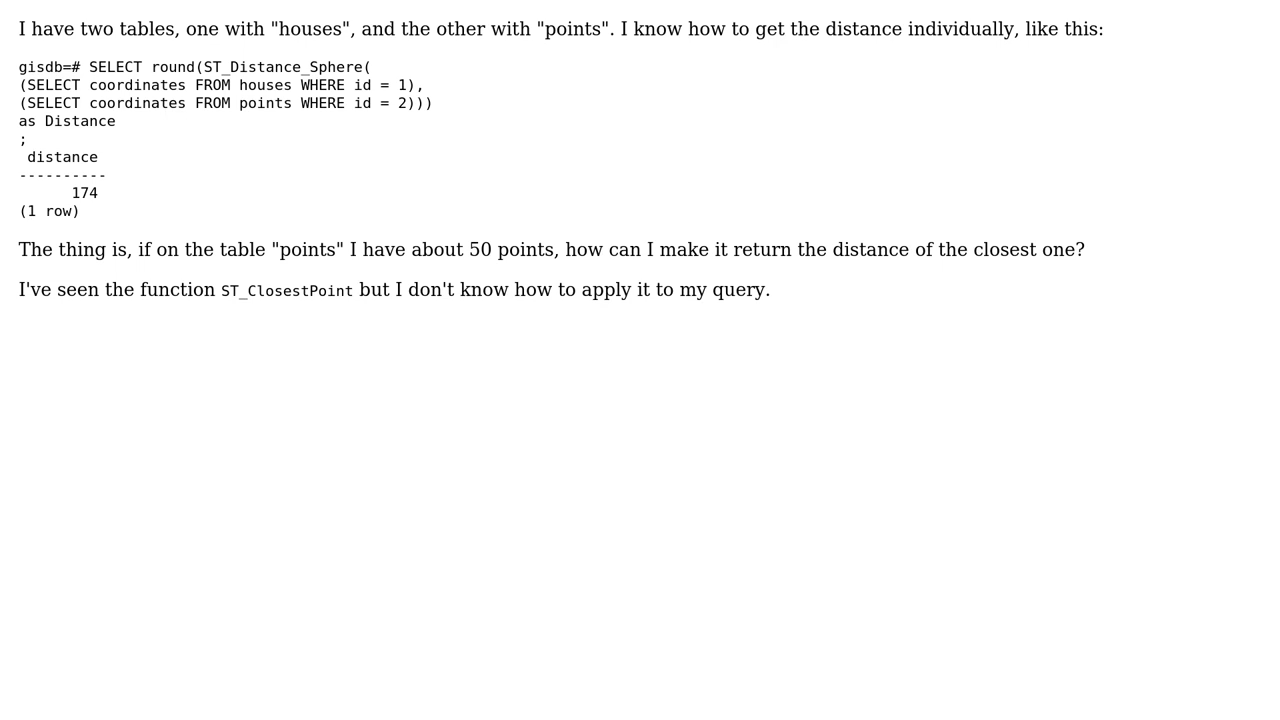 I have two tables, one with "houses", and the other with "points". I know how to get the distance individually, like this:
gisdb=# SELECT round(ST_Distance_Sphere(
(SELECT coordinates FROM houses WHERE id = 1),
(SELECT coordinates FROM points WHERE id = 2)))
as Distance
;
 distance
----------
      174
(1 row)
The thing is, if on the table "points" I have about 50 points, how can I make it return the distance of the closest one?
I've seen the function ST_ClosestPoint but I don't know how to apply it to my query.